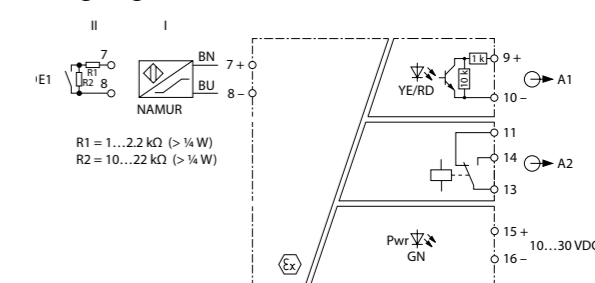 II I
7
R1
R2
8
E1
BN 7 +
BU 8 –
NAMUR
R1 = 1…2.2 kΩ (> ¼ W)
R2 = 10…22 kΩ (> ¼ W)
εx
1 k
10 k
YE/RD
9 +
10 –
A1
11
14
13
A2
Pwr
GN
15 +
16 –
10…30 VDC